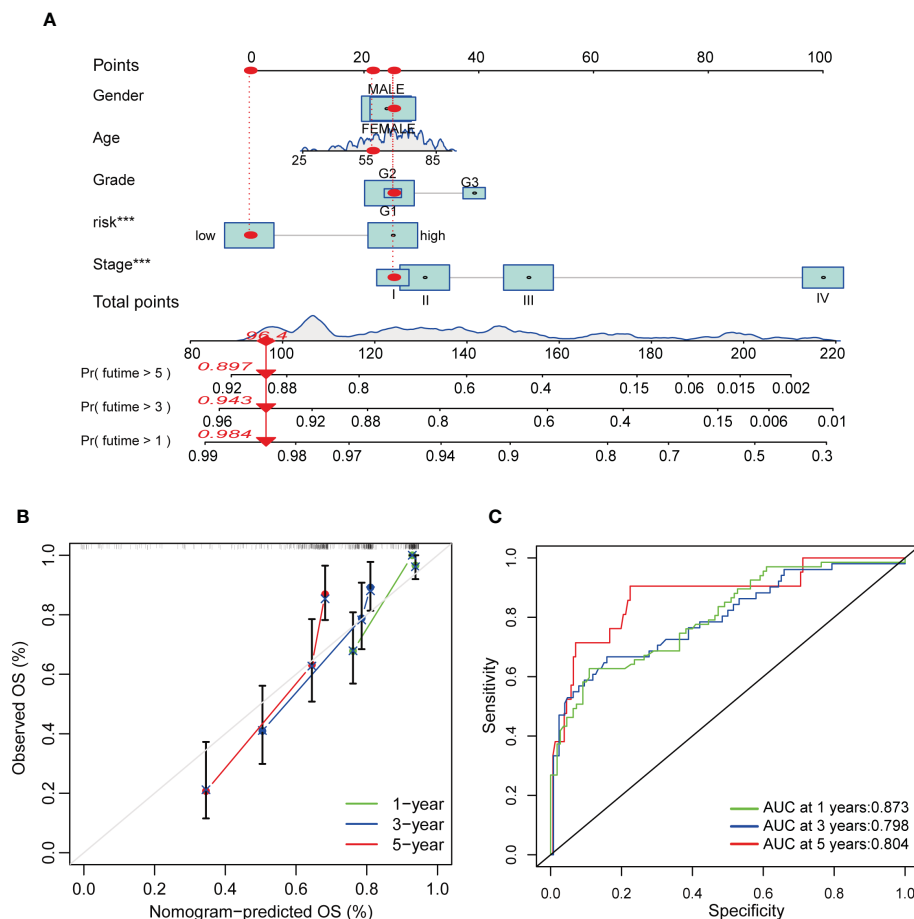 A
Points 0 20 40 60 80 100
Gender MALE
FEMALE
Age
25 55 85
Grade G2 G3
G1
risk*** low high
Stage***
I II III IV
Total points
96.4
80 100 120 140 160 180 200 220
0.897
Pr( futime > 5 )
0.92 0.88 0.8 0.6 0.4 0.15 0.06 0.015 0.002
0.943
Pr( futime > 3 )
0.96 0.92 0.88 0.8 0.6 0.4 0.15 0.006 0.01
0.984
Pr( futime > 1 )
0.99 0.98 0.97 0.94 0.9 0.8 0.7 0.5 0.3
B
Observed OS (%)
0.0 0.2 0.4 0.6 0.8 1.0
1−year
3−year
5−year
0.0 0.2 0.4 0.6 0.8 1.0
Nomogram−predicted OS (%)
C
Sensitivity
0.0 0.2 0.4 0.6 0.8 1.0
AUC at 1 years:0.873
AUC at 3 years:0.798
AUC at 5 years:0.804
0.0 0.2 0.4 0.6 0.8 1.0
Specificity